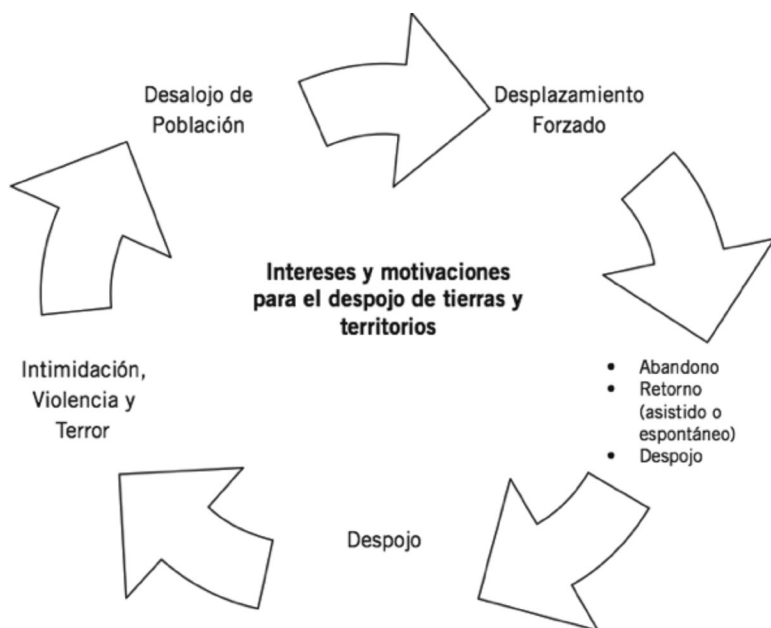 Desalojo de
Población
Desplazamiento
Forzado
Intereses y motivaciones
para el despojo de tierras y
territorios
Intimidación,
Violencia y
Terror
• Abandono
• Retorno
(asistido o
espontáneo)
• Despojo
Despojo